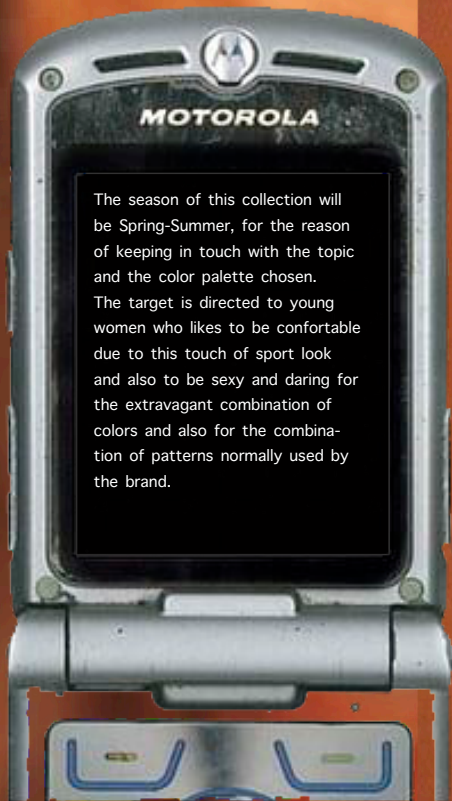 MOTOROLA
The season of this collection will
be Spring-Summer, for the reason
of keeping in touch with the topic
and the color palette chosen.
The target is directed to young
women who likes to be confortable
due to this touch of sport look
and also to be sexy and daring for
the extravagant combination of
colors and also for the combina-
tion of patterns normally used by
the brand.